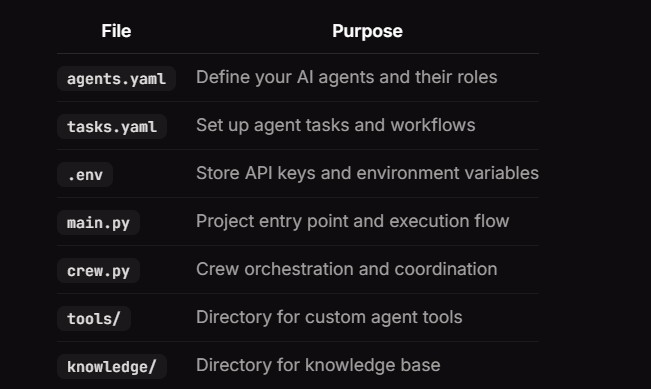 File Purpose
agents.yaml Define your AI agents and their roles
tasks.yaml Set up agent tasks and workflows
.env Store API keys and environment variables
main.py Project entry point and execution flow
crew.py Crew orchestration and coordination
tools/ Directory for custom agent tools
knowledge/ Directory for knowledge base